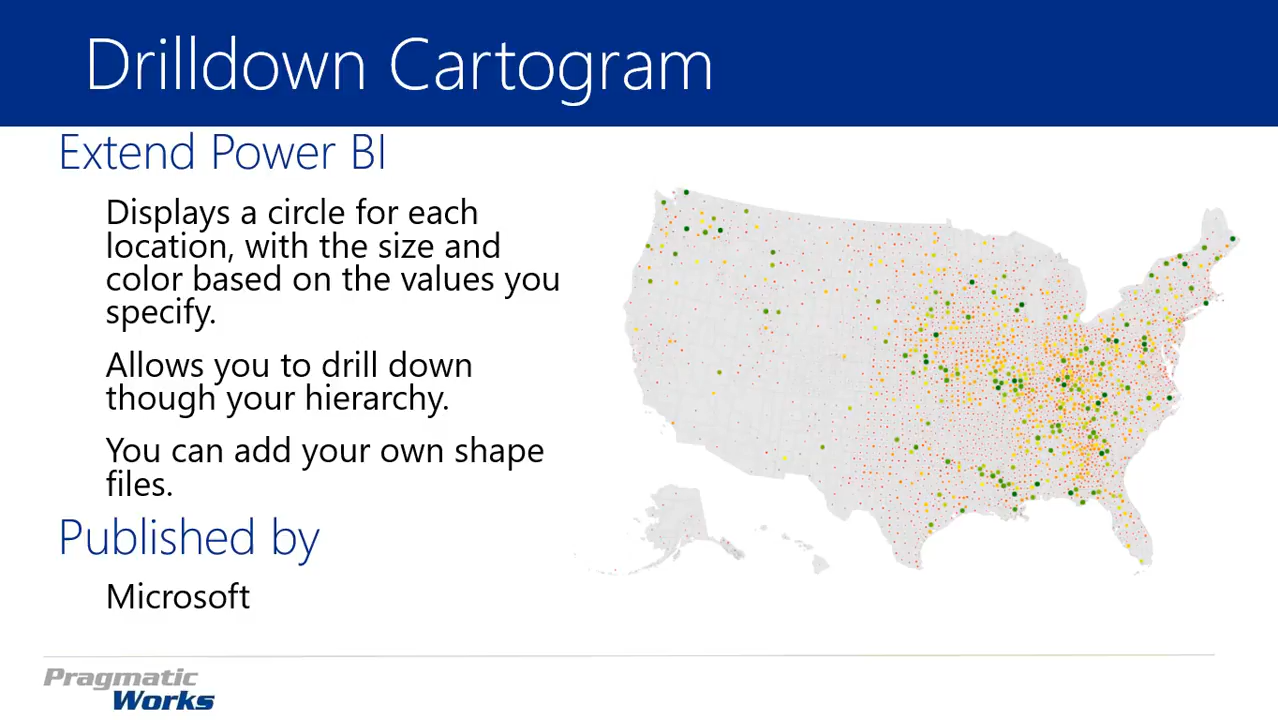 Drilldown Cartogram
Extend Power BI
Displays a circle for each
location, with the size and
color based on the values you
specify.
Allows you to drill down
though your hierarchy.
You can add your own shape
files.
Published by
Microsoft
Pragmatic
Works